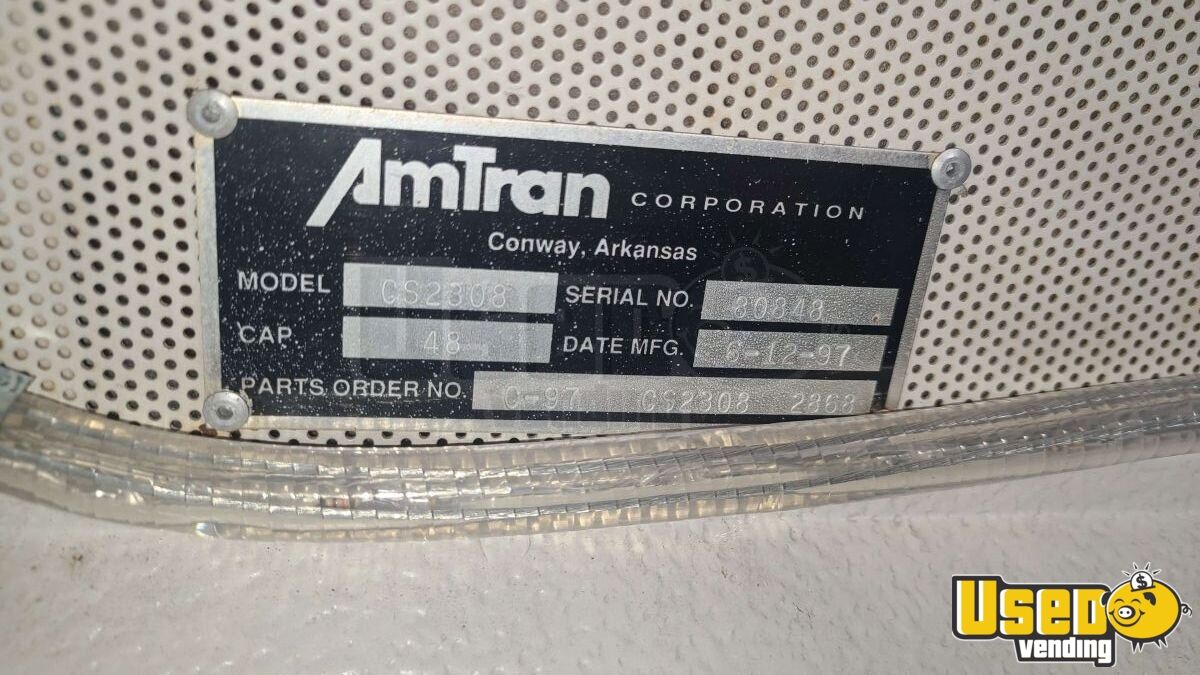 AmTran CORPORATION
Conway, Arkansas
MODEL CS2308 SERIAL NO. 80848
CAP. 48 DATE MFG. 6-12-97
PARTS ORDER NO. C-97 CS2308 2868
USED
vending